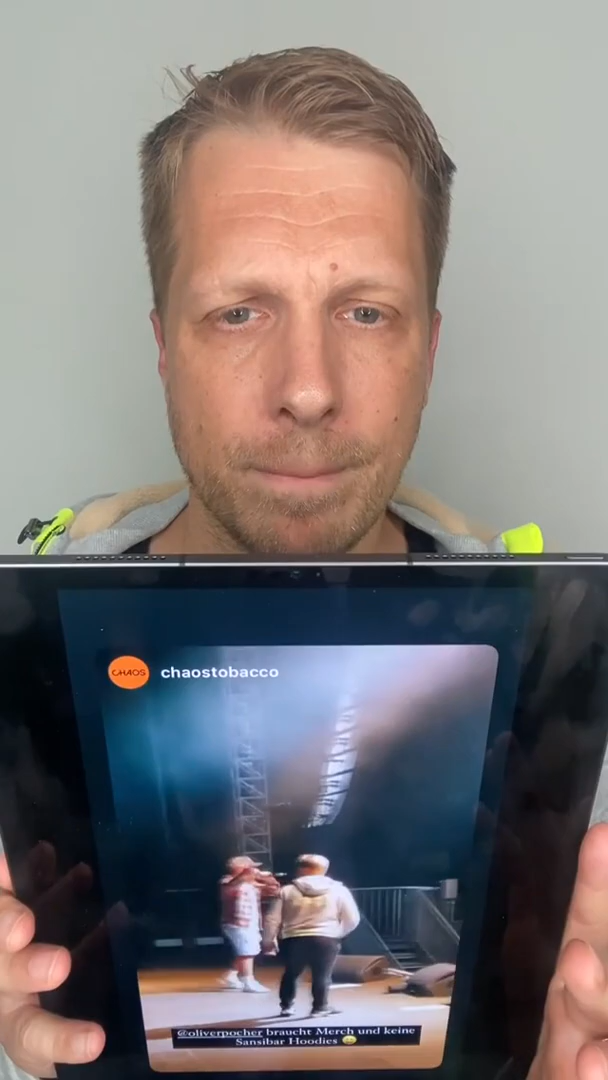 CHAOS
chaostobacco
@oliverpocher braucht Merch und keine
Sansibar Hoodies 😄